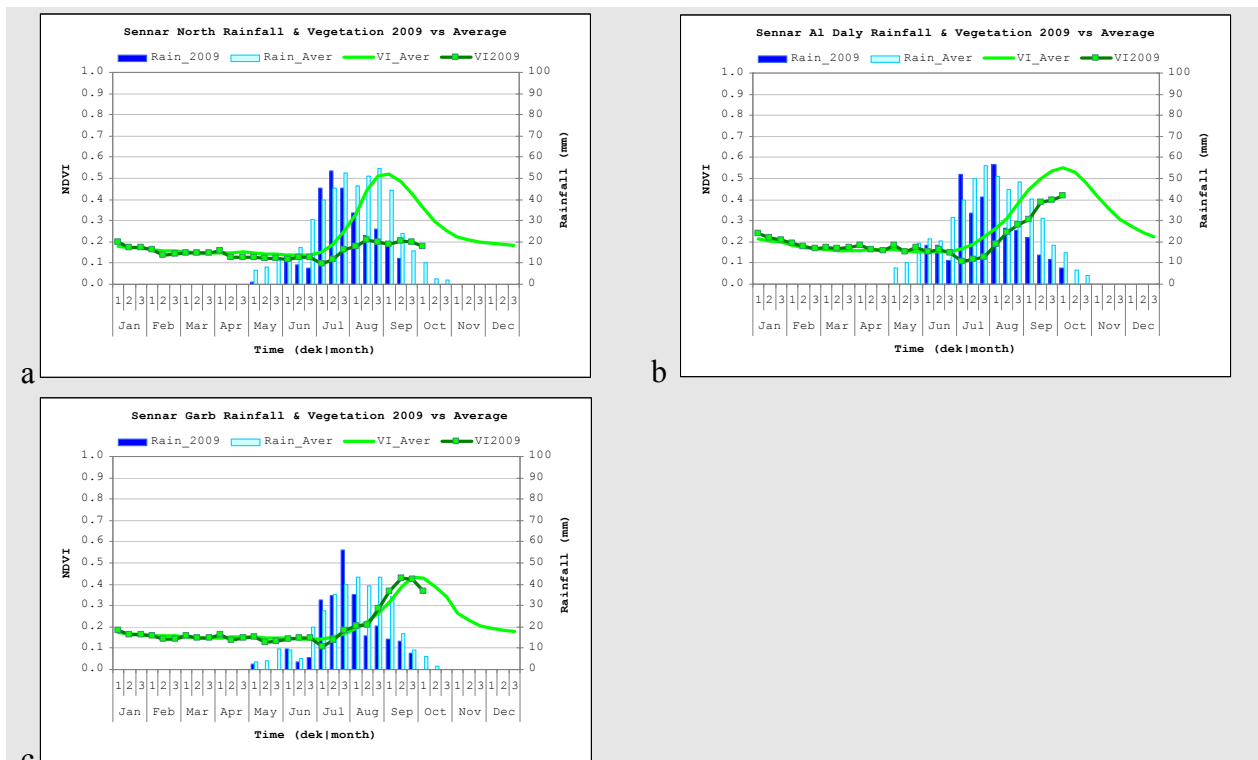 Sennar North Rainfall & Vegetation 2009 vs Average
Rain_2009 Rain_Aver VI_Aver VI2009
1.0 100
0.9 90
0.8 80
0.7 70
0.6 60
0.5 50
0.4 40
0.3 30
0.2 20
0.1 10
0.0 0
NDVI
Rainfall (mm)
1 2 3 1 2 3 1 2 3 1 2 3 1 2 3 1 2 3 1 2 3 1 2 3 1 2 3 1 2 3 1 2 3 1 2 3
Jan Feb Mar Apr May Jun Jul Aug Sep Oct Nov Dec
Time (dek|month)
a
Sennar Al Daly Rainfall & Vegetation 2009 vs Average
Rain_2009 Rain_Aver VI_Aver VI2009
1.0 100
0.9 90
0.8 80
0.7 70
0.6 60
0.5 50
0.4 40
0.3 30
0.2 20
0.1 10
0.0 0
NDVI
Rainfall (mm)
1 2 3 1 2 3 1 2 3 1 2 3 1 2 3 1 2 3 1 2 3 1 2 3 1 2 3 1 2 3 1 2 3 1 2 3
Jan Feb Mar Apr May Jun Jul Aug Sep Oct Nov Dec
Time (dek|month)
b
Sennar Garb Rainfall & Vegetation 2009 vs Average
Rain_2009 Rain_Aver VI_Aver VI2009
1.0 100
0.9 90
0.8 80
0.7 70
0.6 60
0.5 50
0.4 40
0.3 30
0.2 20
0.1 10
0.0 0
NDVI
Rainfall (mm)
1 2 3 1 2 3 1 2 3 1 2 3 1 2 3 1 2 3 1 2 3 1 2 3 1 2 3 1 2 3 1 2 3 1 2 3
Jan Feb Mar Apr May Jun Jul Aug Sep Oct Nov Dec
Time (dek|month)
c